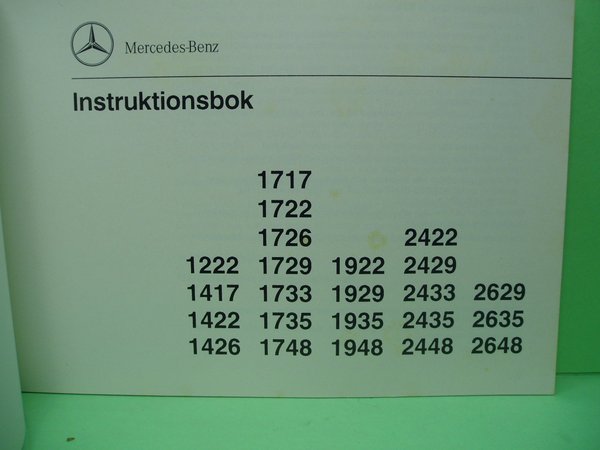 Mercedes-Benz
Instruktionsbok
1717
1722
1726 2422
1222 1729 1922 2429
1417 1733 1929 2433 2629
1422 1735 1935 2435 2635
1426 1748 1948 2448 2648